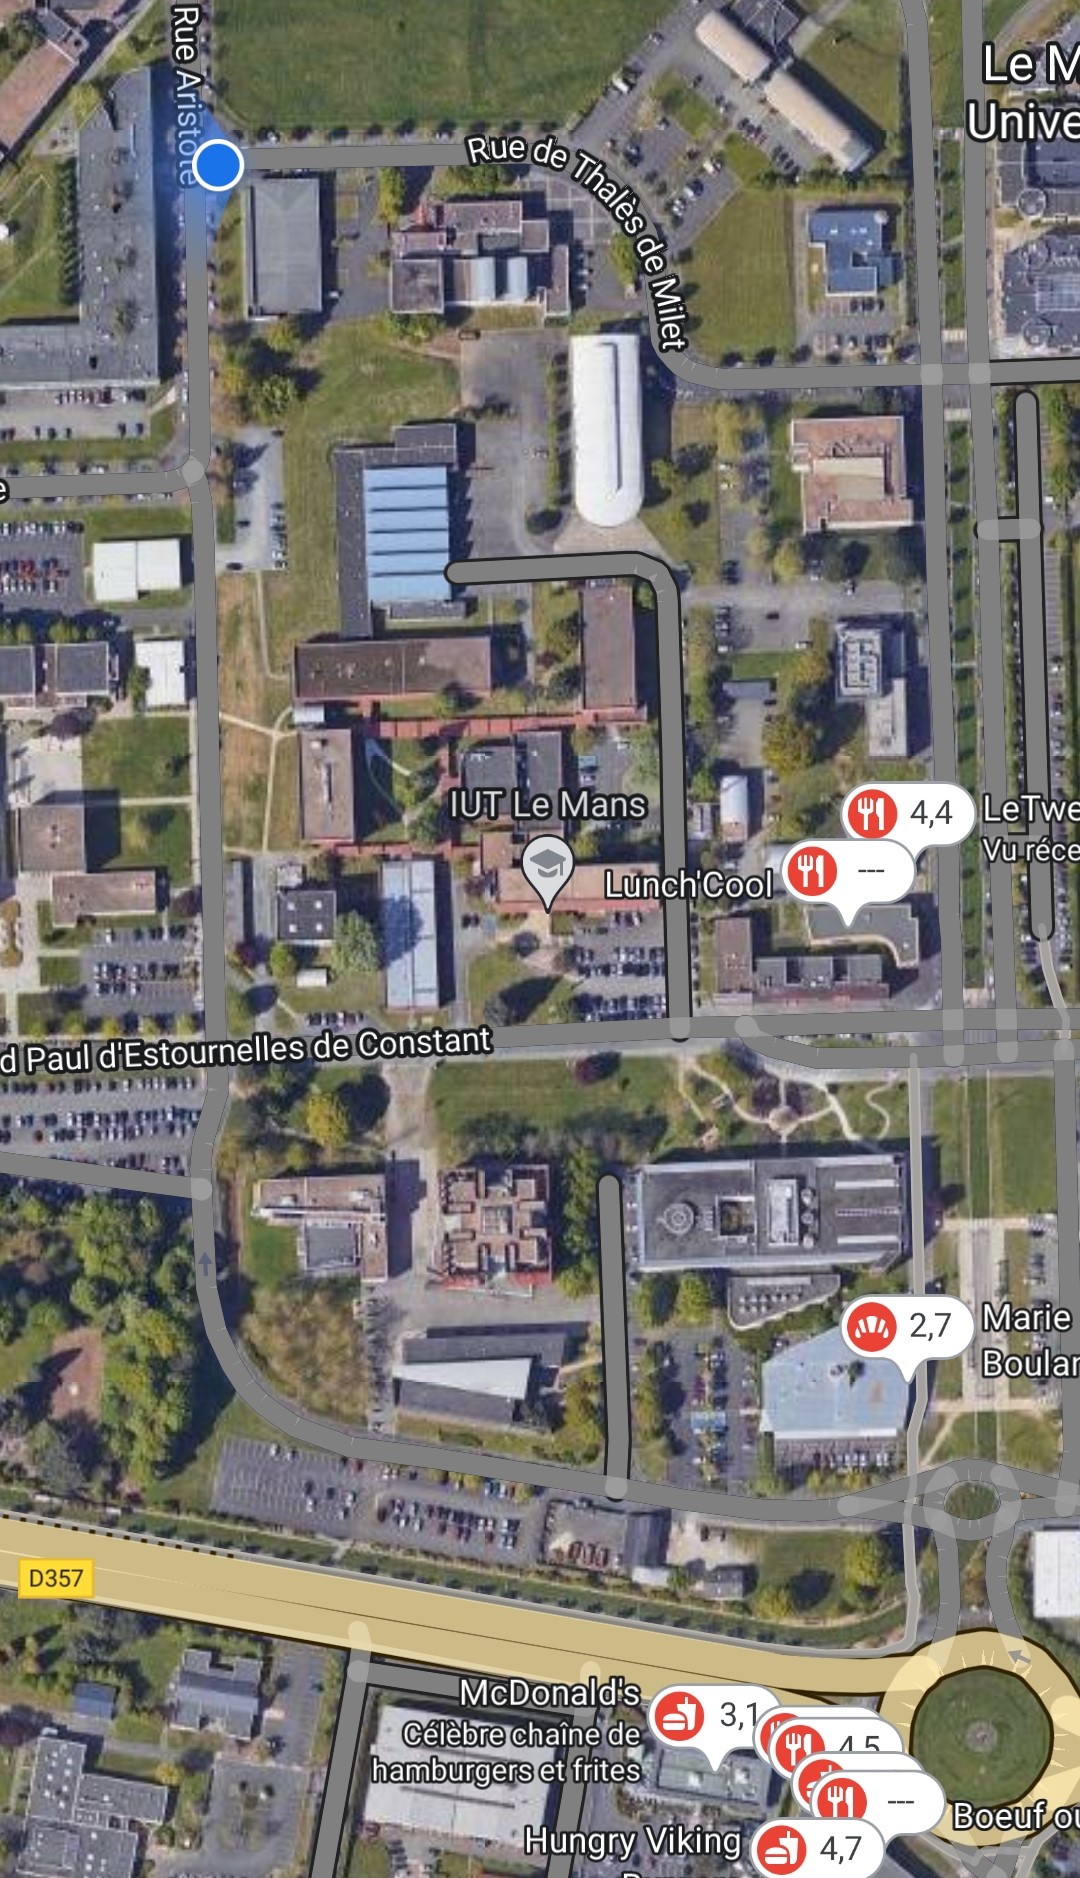 Rue Aristote
Le M
Unive
Rue de Thalès de Milet
e
4,4
LeTwe
Vu réce
---
Lunch'Cool
IUT Le Mans
d Paul d'Estournelles de Constant
2,7
Marie
Boular
D357
McDonald's
Célèbre chaîne de
hamburgers et frites
3,1
4,5
---
Boeuf ou
Hungry Viking
4,7